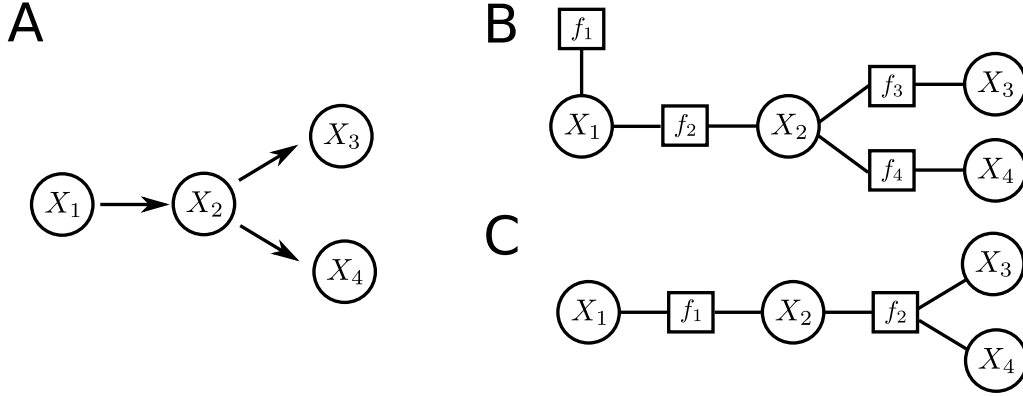 A
X₁
X₂
X₃
X₄
B
f₁
X₁
f₂
X₂
f₃
X₃
f₄
X₄
C
X₁
f₁
X₂
f₂
X₃
X₄